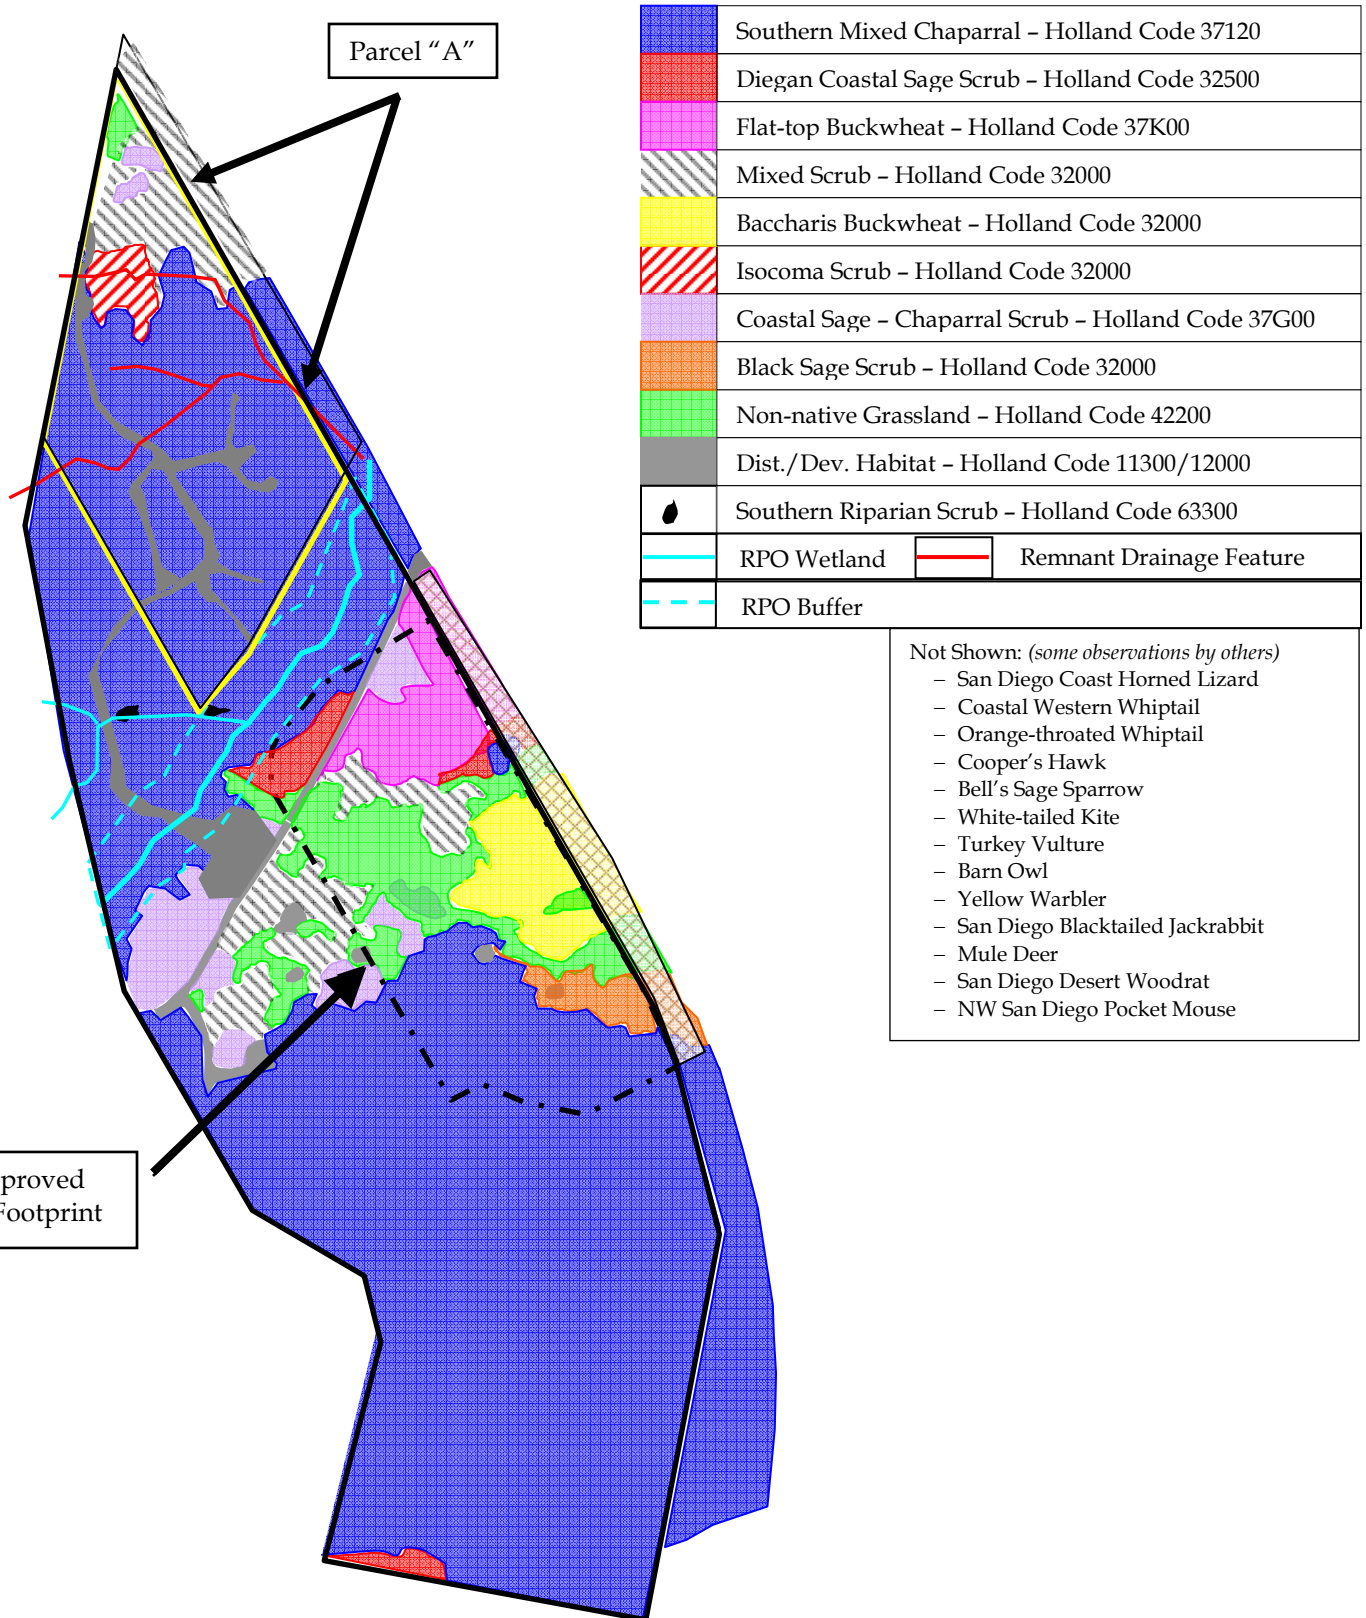 Parcel “A”
Southern Mixed Chaparral – Holland Code 37120
Diegan Coastal Sage Scrub – Holland Code 32500
Flat-top Buckwheat – Holland Code 37K00
Mixed Scrub – Holland Code 32000
Baccharis Buckwheat – Holland Code 32000
Isocoma Scrub – Holland Code 32000
Coastal Sage – Chaparral Scrub – Holland Code 37G00
Black Sage Scrub – Holland Code 32000
Non-native Grassland – Holland Code 42200
Dist./Dev. Habitat – Holland Code 11300/12000
Southern Riparian Scrub – Holland Code 63300
RPO Wetland
Remnant Drainage Feature
RPO Buffer
Not Shown: (some observations by others)
– San Diego Coast Horned Lizard
– Coastal Western Whiptail
– Orange-throated Whiptail
– Cooper’s Hawk
– Bell’s Sage Sparrow
– White-tailed Kite
– Turkey Vulture
– Barn Owl
– Yellow Warbler
– San Diego Blacktailed Jackrabbit
– Mule Deer
– San Diego Desert Woodrat
– NW San Diego Pocket Mouse
proved
Footprint